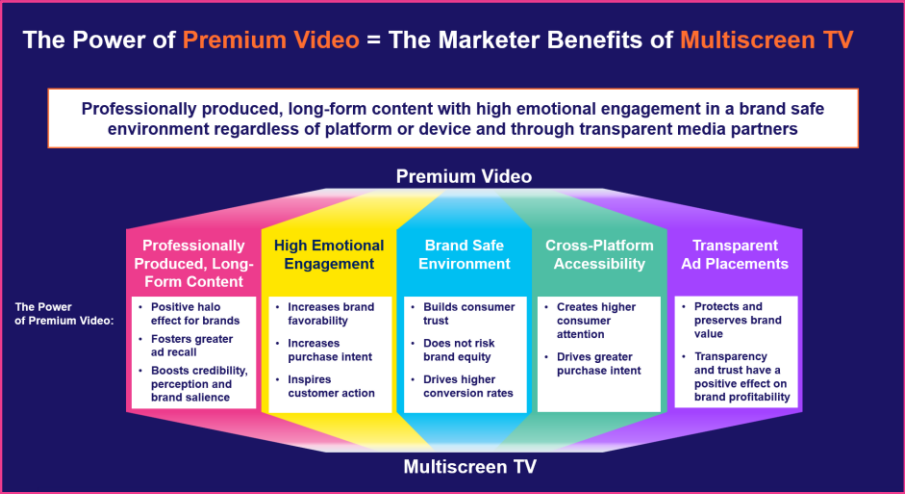 The Power of Premium Video = The Marketer Benefits of Multiscreen TV
Professionally produced, long-form content with high emotional engagement in a brand safe
environment regardless of platform or device and through transparent media partners
Premium Video
Professionally
Produced, Long-
Form Content
High Emotional
Engagement
Brand Safe
Environment
Cross-Platform
Accessibility
Transparent
Ad Placements
The Power
of Premium Video:
• Positive halo
effect for brands
• Fosters greater
ad recall
• Boosts credibility,
perception and
brand salience
• Increases brand
favorability
• Increases
purchase intent
• Inspires
customer action
• Builds consumer
trust
• Does not risk
brand equity
• Drives higher
conversion rates
• Creates higher
consumer
attention
• Drives greater
purchase intent
• Protects and
preserves brand
value
• Transparency
and trust have a
positive effect on
brand profitability
Multiscreen TV